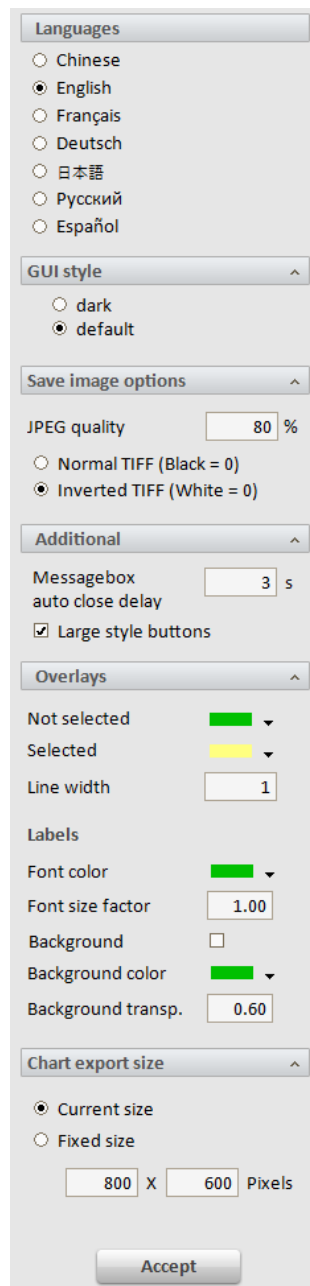 Languages
Chinese
English
Français
Deutsch
日本語
Русский
Español
GUI style
dark
default
Save image options
JPEG quality 80 %
Normal TIFF (Black = 0)
Inverted TIFF (White = 0)
Additional
Messagebox
auto close delay 3 s
Large style buttons
Overlays
Not selected
Selected
Line width 1
Labels
Font color
Font size factor 1.00
Background
Background color
Background transp. 0.60
Chart export size
Current size
Fixed size
800 X 600 Pixels
Accept